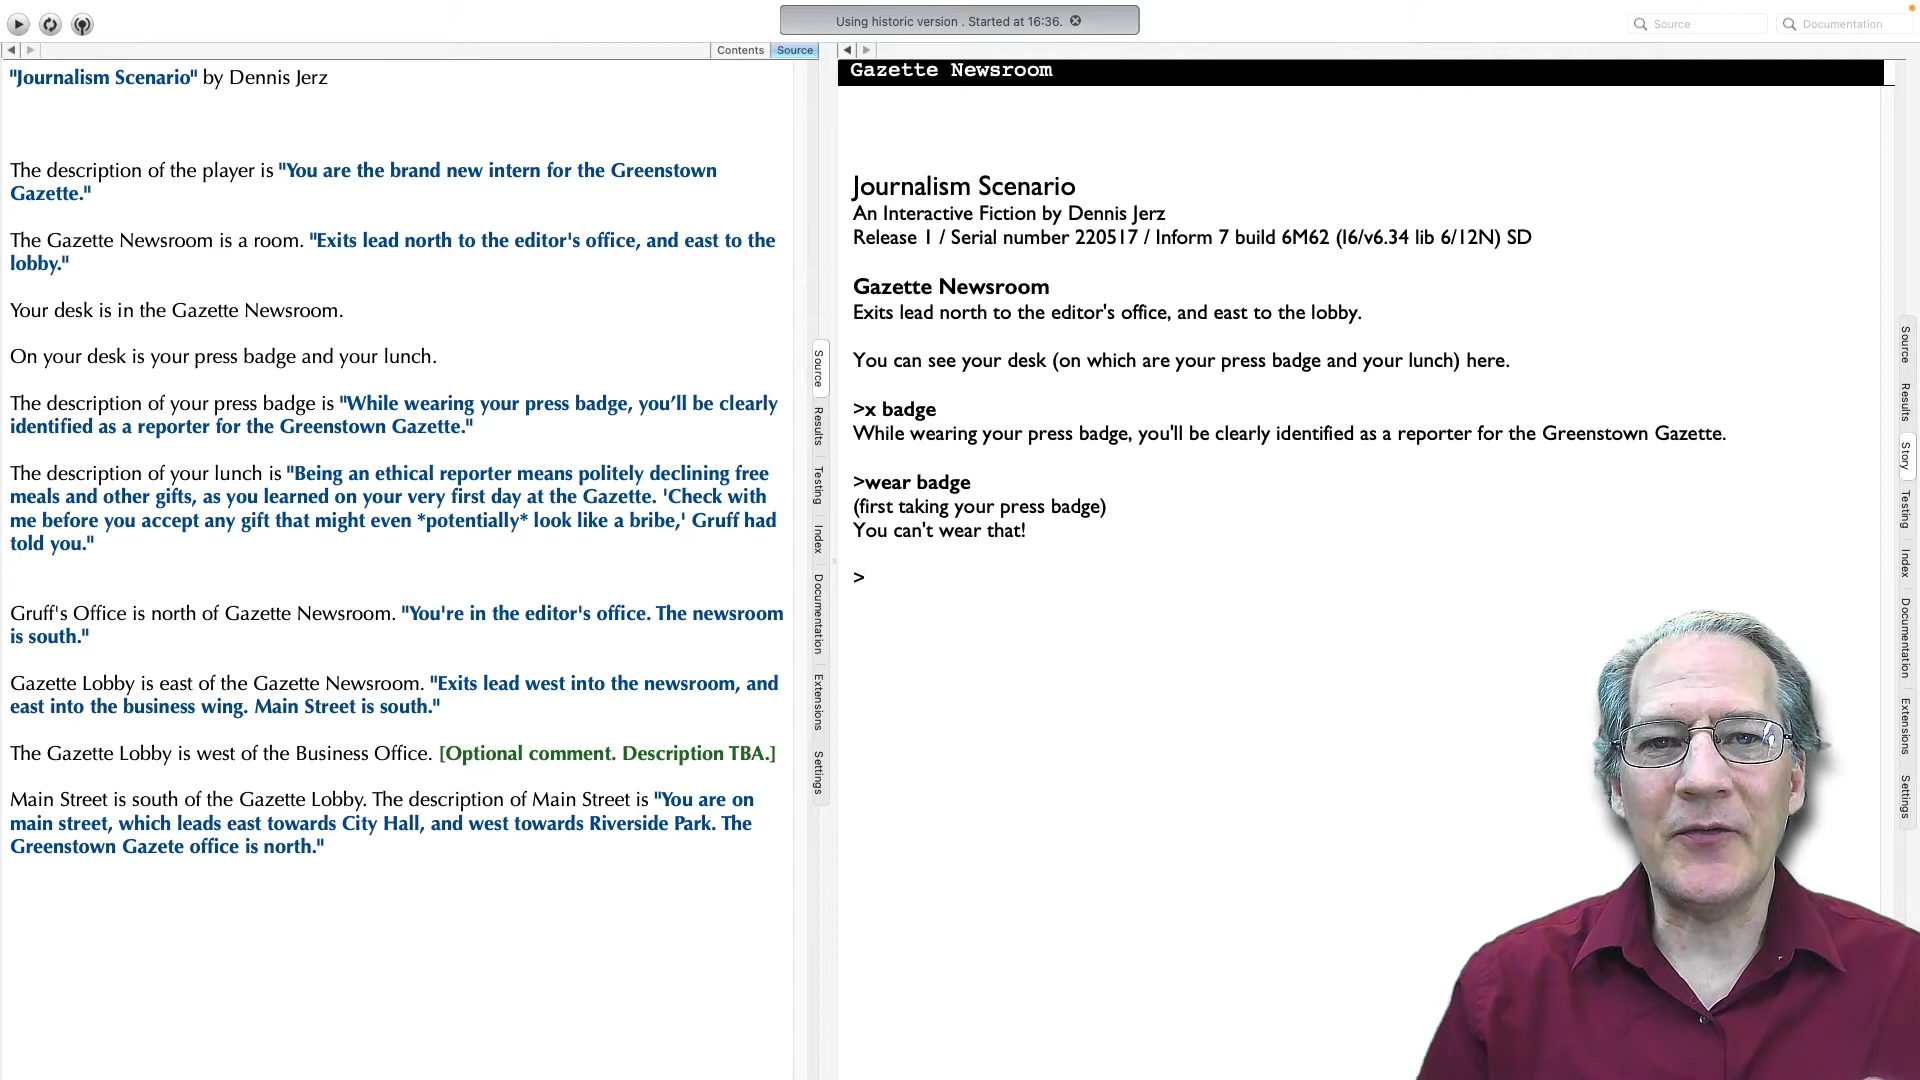 Using historic version . Started at 16:36.
Source
Documentation
Contents
Source
"Journalism Scenario" by Dennis Jerz
The description of the player is "You are the brand new intern for the Greenstown
Gazette."
The Gazette Newsroom is a room. "Exits lead north to the editor's office, and east to the
lobby."
Your desk is in the Gazette Newsroom.
On your desk is your press badge and your lunch.
The description of your press badge is "While wearing your press badge, you’ll be clearly
identified as a reporter for the Greenstown Gazette."
The description of your lunch is "Being an ethical reporter means politely declining free
meals and other gifts, as you learned on your very first day at the Gazette. 'Check with
me before you accept any gift that might even *potentially* look like a bribe,' Gruff had
told you."
Gruff's Office is north of Gazette Newsroom. "You're in the editor's office. The newsroom
is south."
Gazette Lobby is east of the Gazette Newsroom. "Exits lead west into the newsroom, and
east into the business wing. Main Street is south."
The Gazette Lobby is west of the Business Office. [Optional comment. Description TBA.]
Main Street is south of the Gazette Lobby. The description of Main Street is "You are on
main street, which leads east towards City Hall, and west towards Riverside Park. The
Greenstown Gazete office is north."
Source
Results
Testing
Index
Documentation
Extensions
Settings
Gazette Newsroom
Journalism Scenario
An Interactive Fiction by Dennis Jerz
Release 1 / Serial number 220517 / Inform 7 build 6M62 (I6/v6.34 lib 6/12N) SD
Gazette Newsroom
Exits lead north to the editor's office, and east to the lobby.
You can see your desk (on which are your press badge and your lunch) here.
>x badge
While wearing your press badge, you'll be clearly identified as a reporter for the Greenstown Gazette.
>wear badge
(first taking your press badge)
You can't wear that!
>
Source
Results
Story
Testing
Index
Documentation
Extensions
Settings